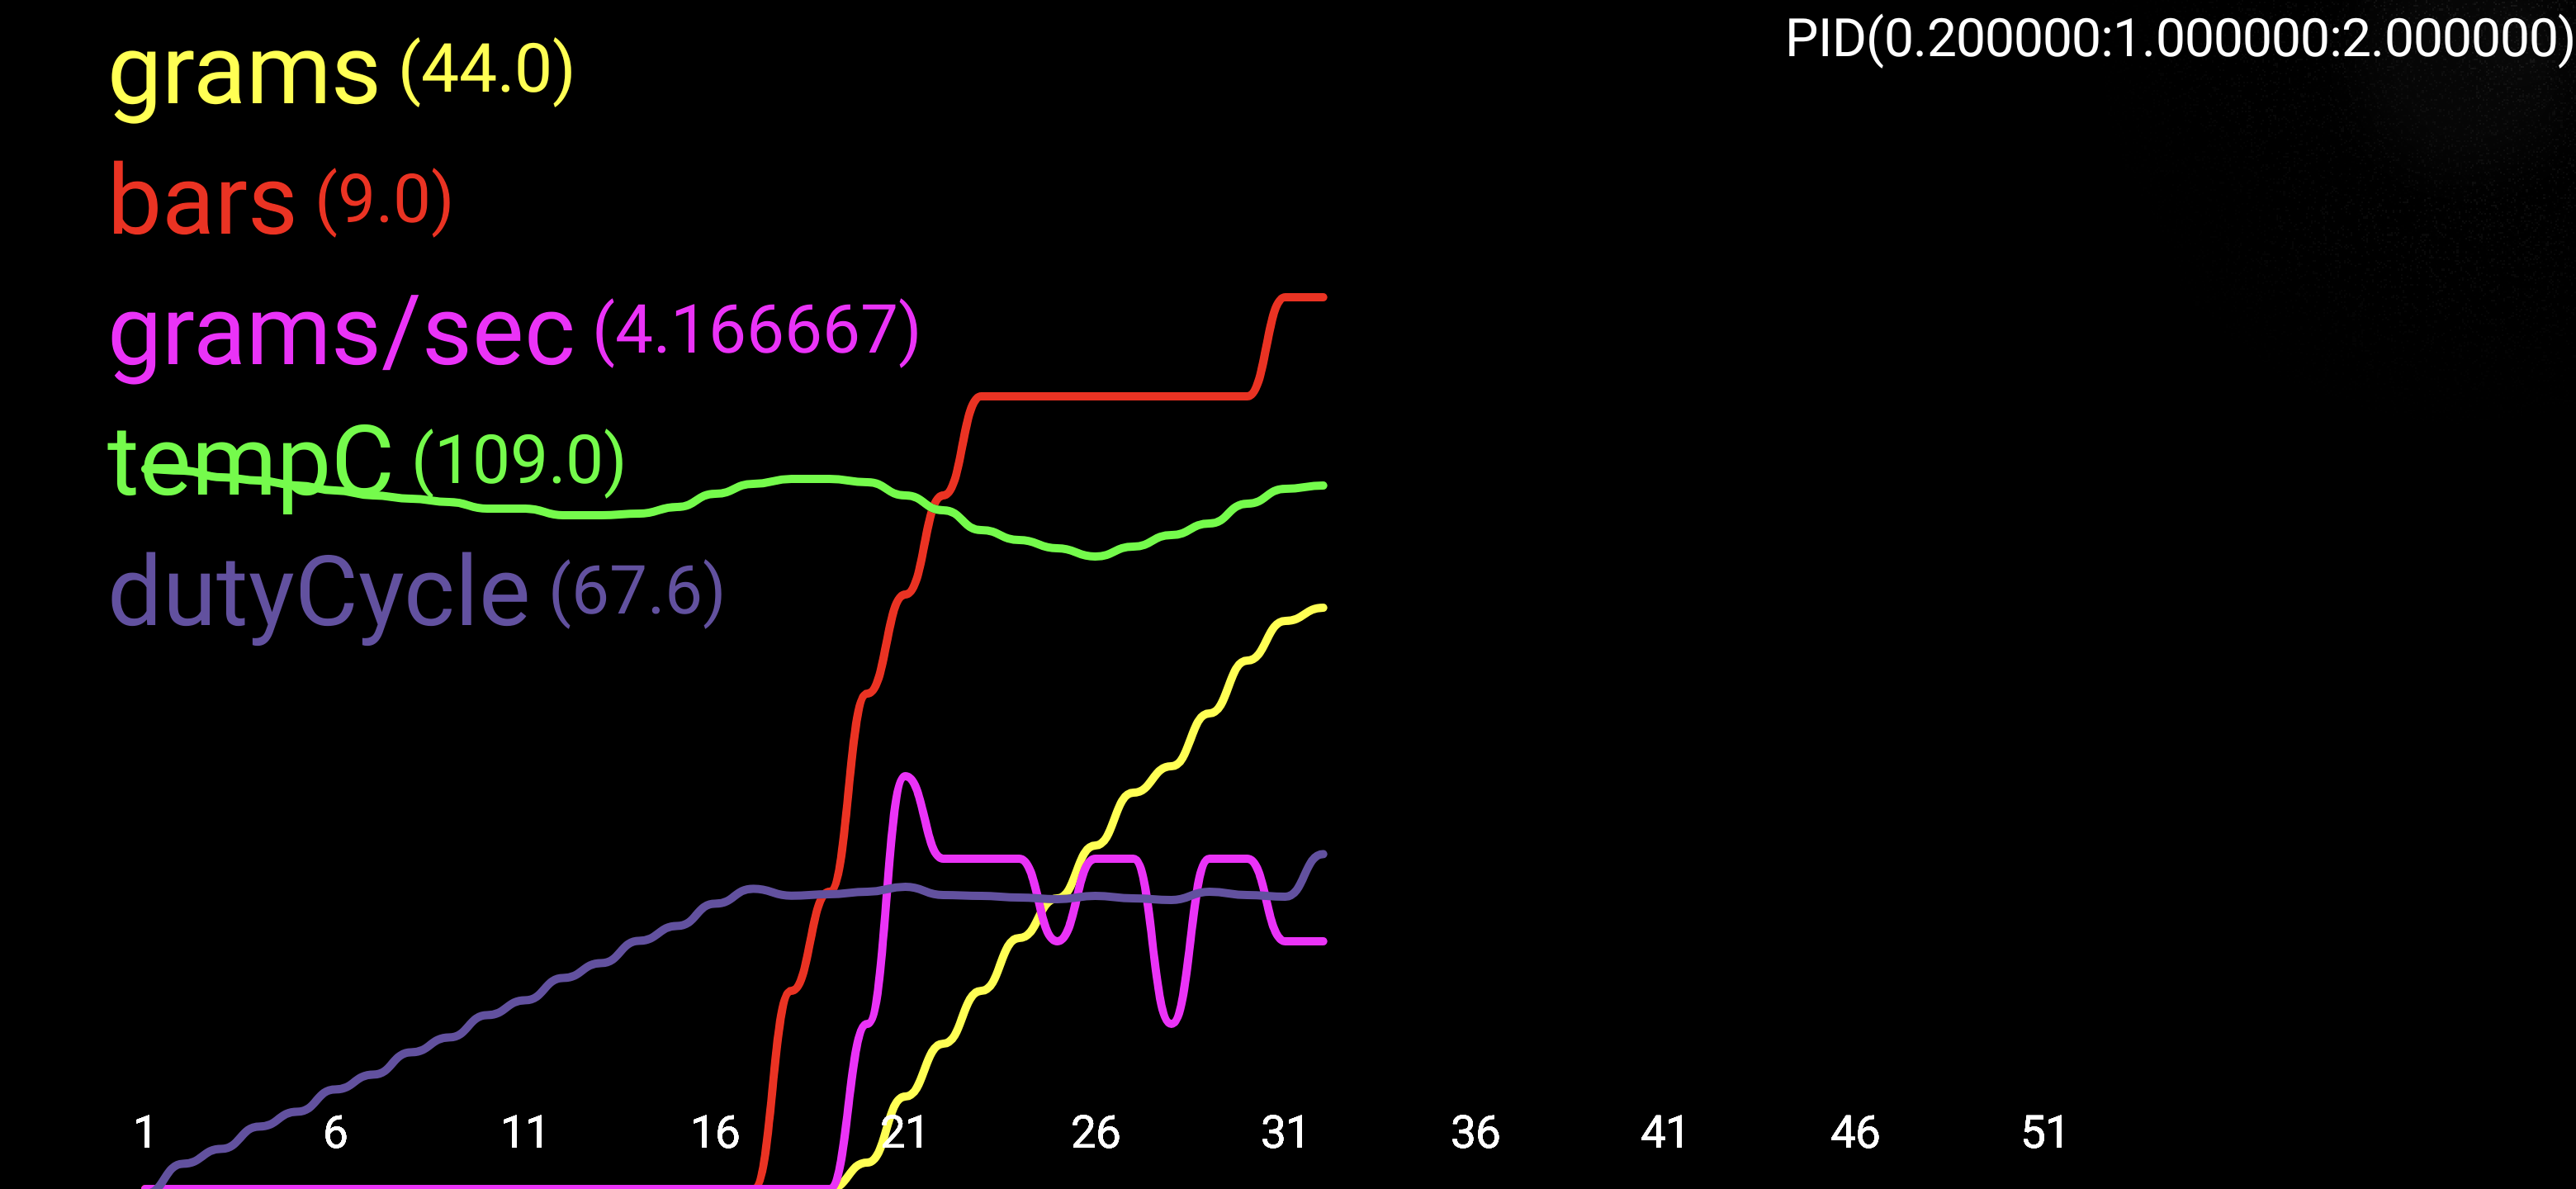 PID(0.200000:1.000000:2.000000)
grams (44.0)
bars (9.0)
grams/sec (4.166667)
tempC (109.0)
dutyCycle (67.6)
1 6 11 16 21 26 31 36 41 46 51